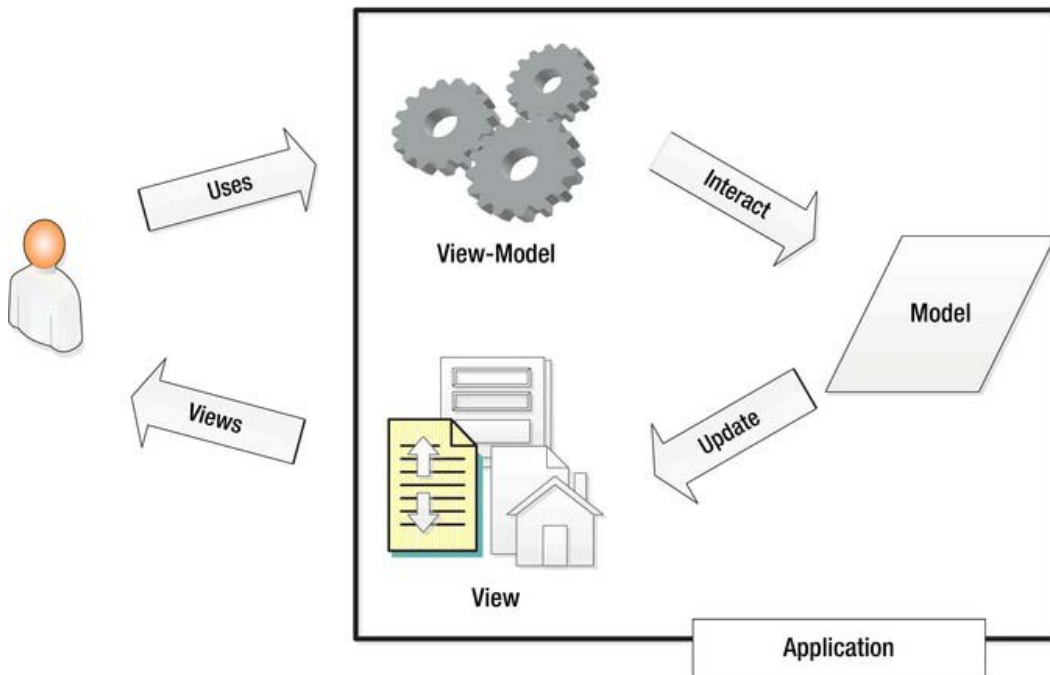 Uses
Interact
View-Model
Model
Views
Update
View
Application